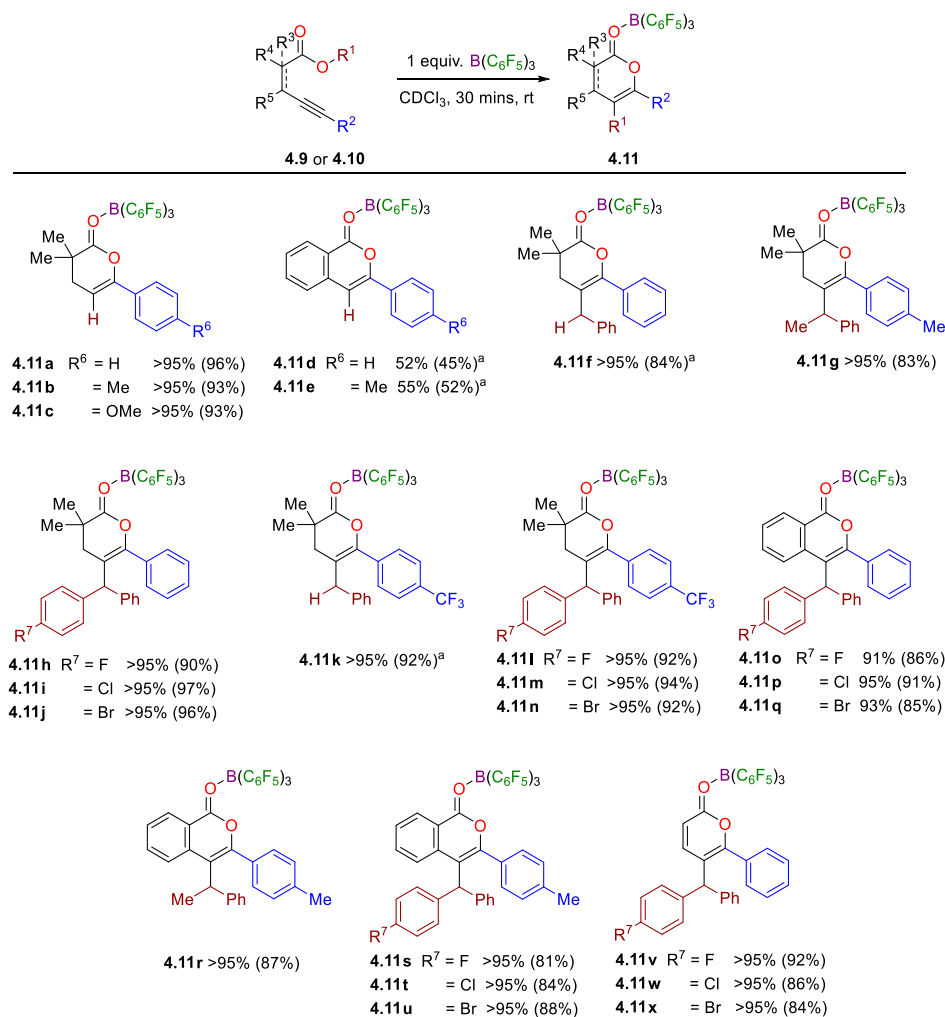 R⁴ R³ O O R¹ R⁵ R²
1 equiv. B(C₆F₅)₃
CDCl₃, 30 mins, rt
B(C₆F₅)₃ O R³ R⁴ O R⁵ R² R¹
4.9 or 4.10
4.11
B(C₆F₅)₃ O Me Me O H R⁶
B(C₆F₅)₃ O O H R⁶
B(C₆F₅)₃ O Me Me O H Ph
B(C₆F₅)₃ O Me Me O Me Ph Me
4.11a R⁶ = H >95% (96%)
4.11b = Me >95% (93%)
4.11c = OMe >95% (93%)
4.11d R⁶ = H 52% (45%)ᵃ
4.11e = Me 55% (52%)ᵃ
4.11f >95% (84%)ᵃ
4.11g >95% (83%)
B(C₆F₅)₃ O Me Me O Ph R⁷
B(C₆F₅)₃ O Me Me O H Ph CF₃
B(C₆F₅)₃ O Me Me O Ph CF₃ R⁷
B(C₆F₅)₃ O O Ph R⁷
4.11h R⁷ = F >95% (90%)
4.11i = Cl >95% (97%)
4.11j = Br >95% (96%)
4.11k >95% (92%)ᵃ
4.11l R⁷ = F >95% (92%)
4.11m = Cl >95% (94%)
4.11n = Br >95% (92%)
4.11o R⁷ = F 91% (86%)
4.11p = Cl 95% (91%)
4.11q = Br 93% (85%)
B(C₆F₅)₃ O O Me Ph Me
B(C₆F₅)₃ O O Ph Me R⁷
B(C₆F₅)₃ O O Ph R⁷
4.11r >95% (87%)
4.11s R⁷ = F >95% (81%)
4.11t = Cl >95% (84%)
4.11u = Br >95% (88%)
4.11v R⁷ = F >95% (92%)
4.11w = Cl >95% (86%)
4.11x = Br >95% (84%)